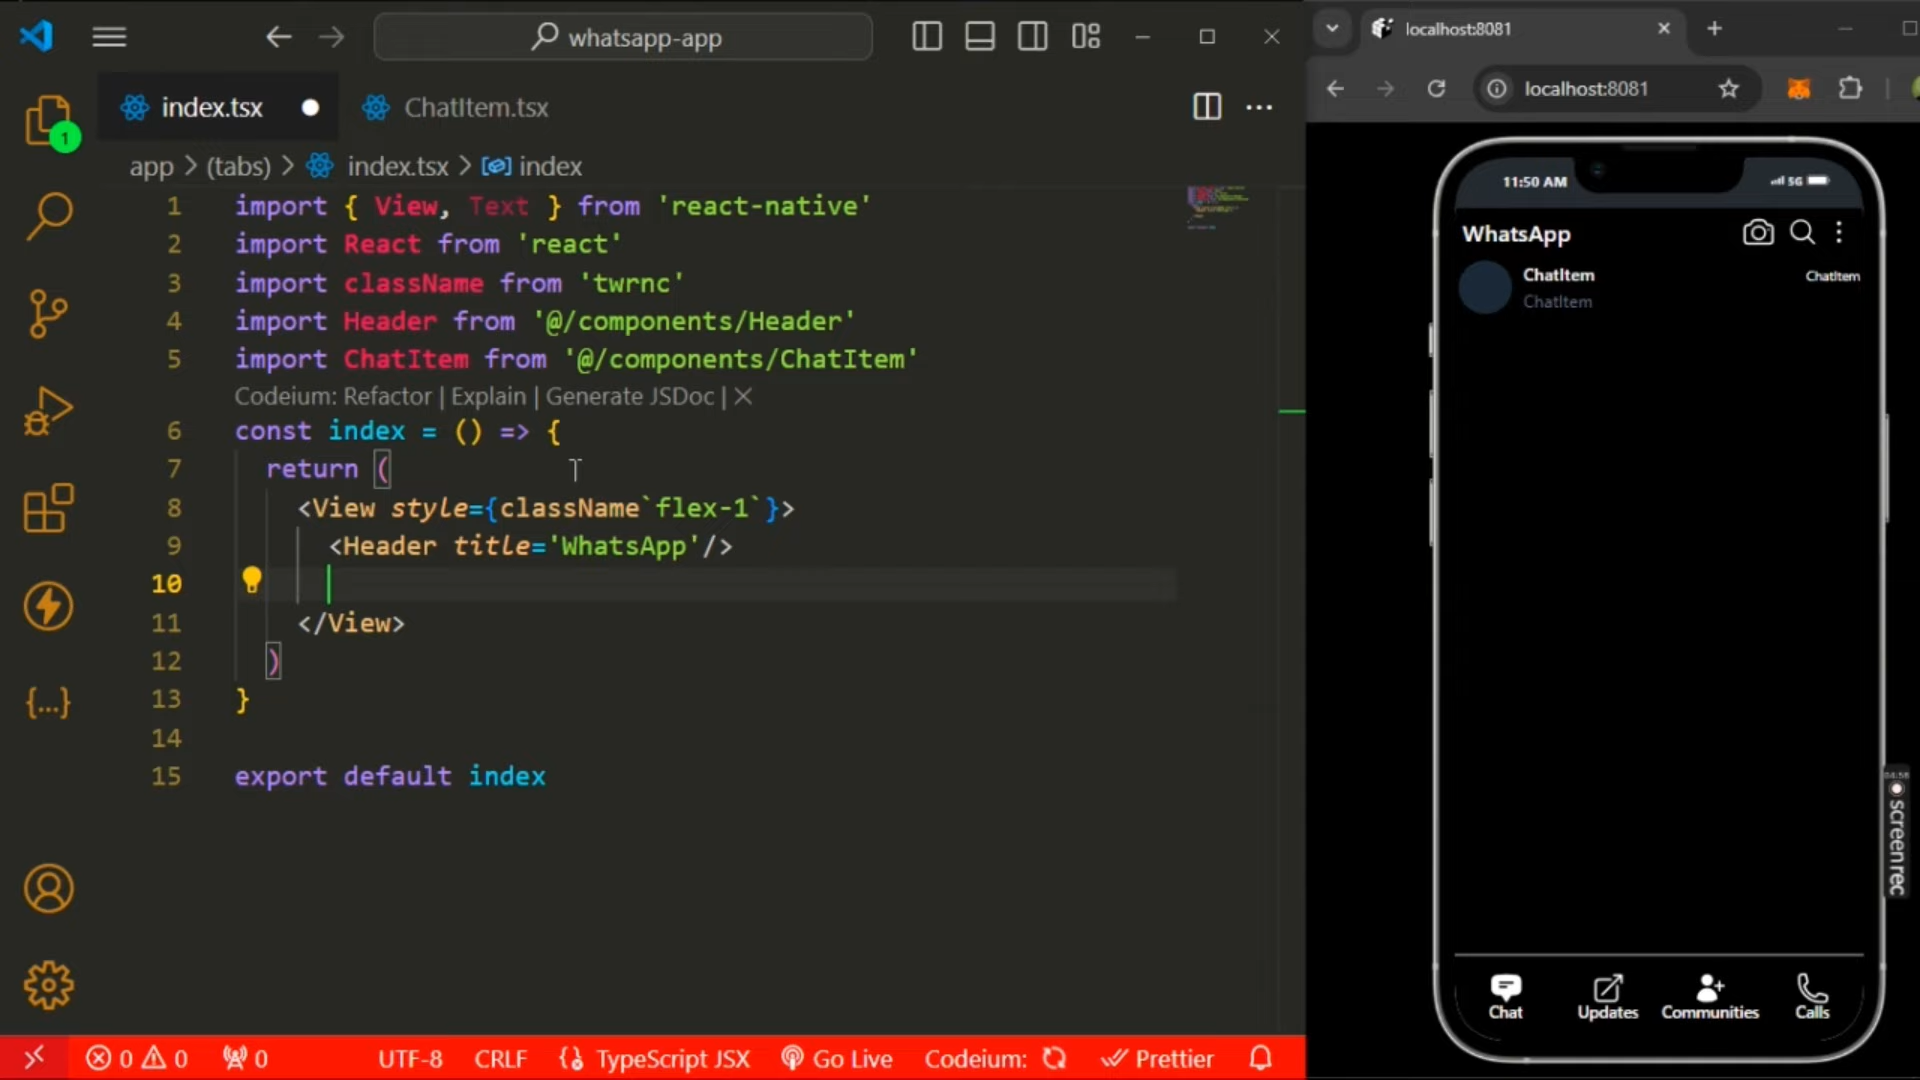 whatsapp-app
index.tsx
ChatItem.tsx
app > (tabs) > index.tsx > index
1 import { View, Text } from 'react-native'
2 import React from 'react'
3 import className from 'twrnc'
4 import Header from '@/components/Header'
5 import ChatItem from '@/components/ChatItem'
Codeium: Refactor | Explain | Generate JSDoc | ×
6 const index = () => {
7 return (
8 <View style={className`flex-1`}>
9 <Header title='WhatsApp'/>
10
11 </View>
12 )
13 }
14
15 export default index
1
{...}
0 0 0 UTF-8 CRLF TypeScript JSX Go Live Codeium: Prettier
localhost:8081
localhost:8081
11:50 AM
5G
WhatsApp
ChatItem
ChatItem
ChatItem
Chat
Updates
Communities
Calls
04:58
screenrec